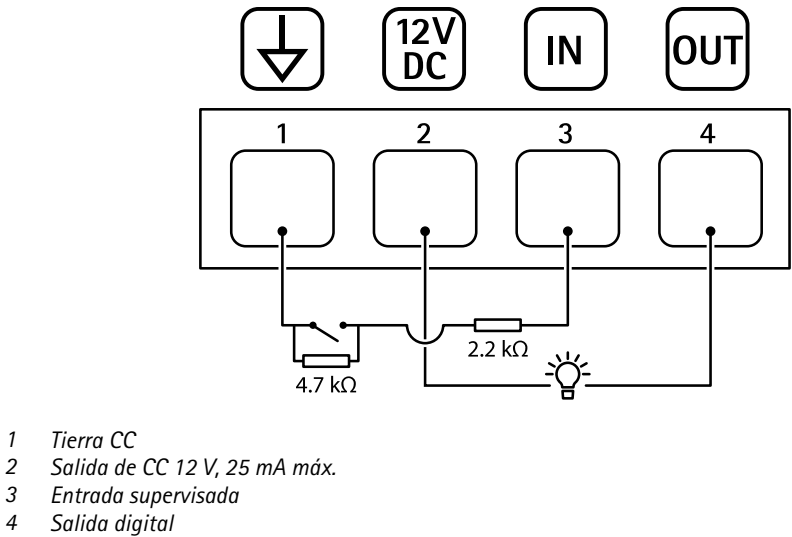 12V
DC
IN
OUT
1
2
3
4
2.2 kΩ
4.7 kΩ
1 Tierra CC
2 Salida de CC 12 V, 25 mA máx.
3 Entrada supervisada
4 Salida digital